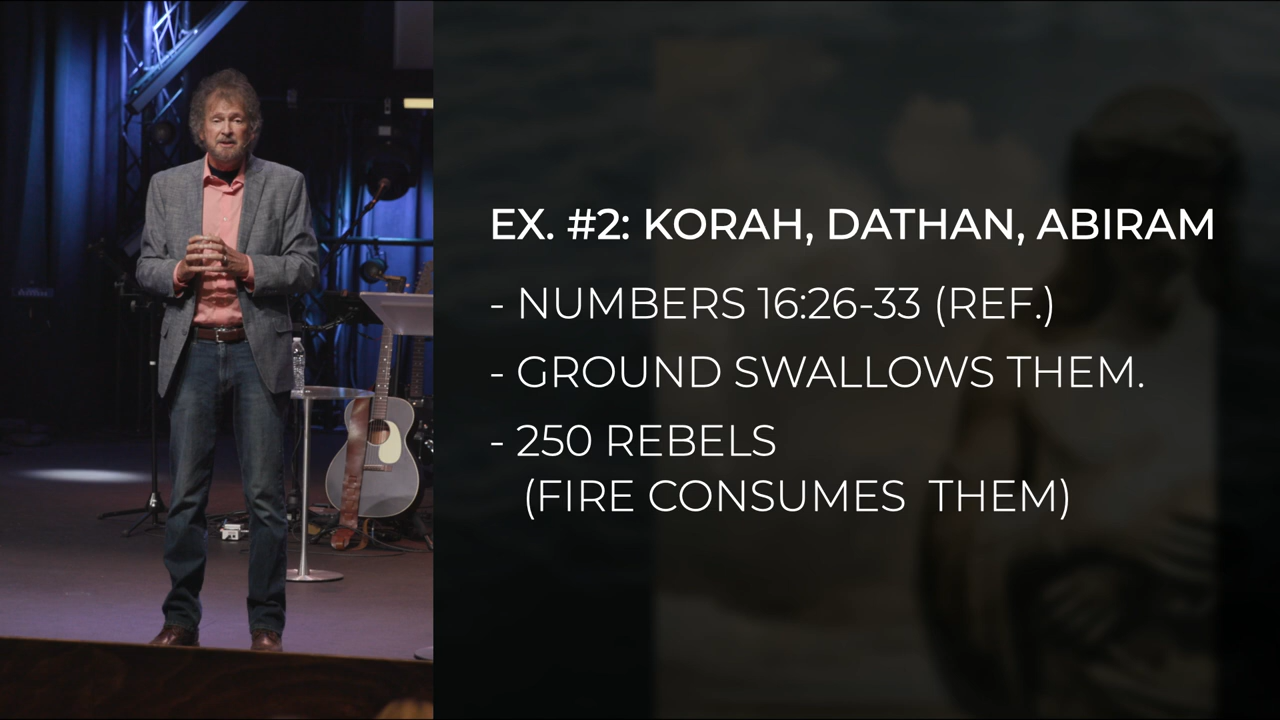 EX. #2: KORAH, DATHAN, ABIRAM
- NUMBERS 16:26-33 (REF.)
- GROUND SWALLOWS THEM.
- 250 REBELS
(FIRE CONSUMES THEM)